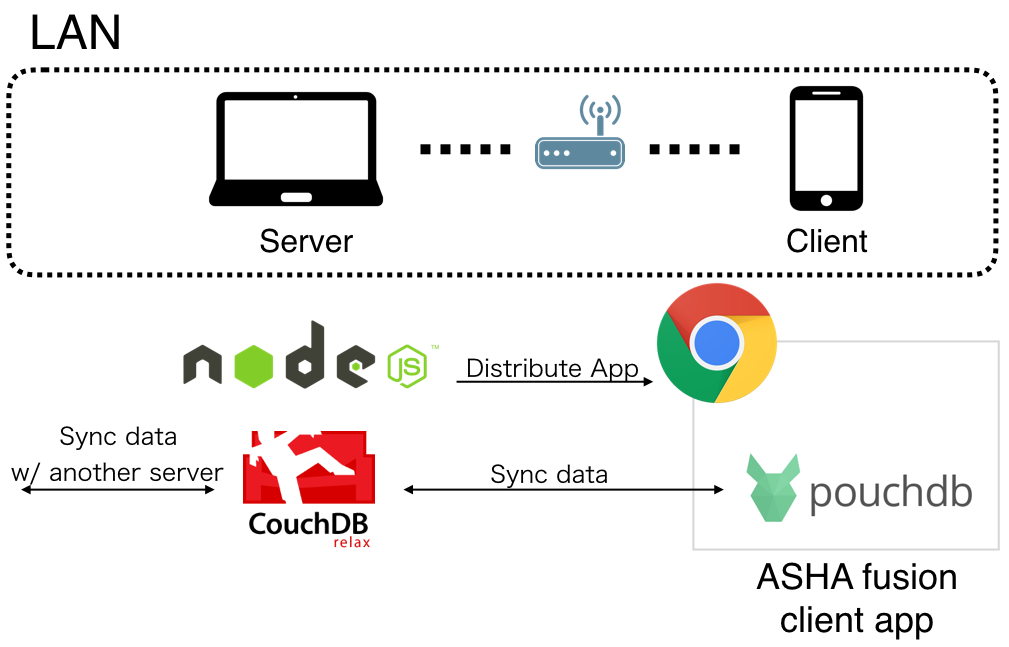 LAN
Server
Client
node JS™
Distribute App
Sync data
w/ another server
CouchDB
relax
Sync data
pouchdb
ASHA fusion
client app